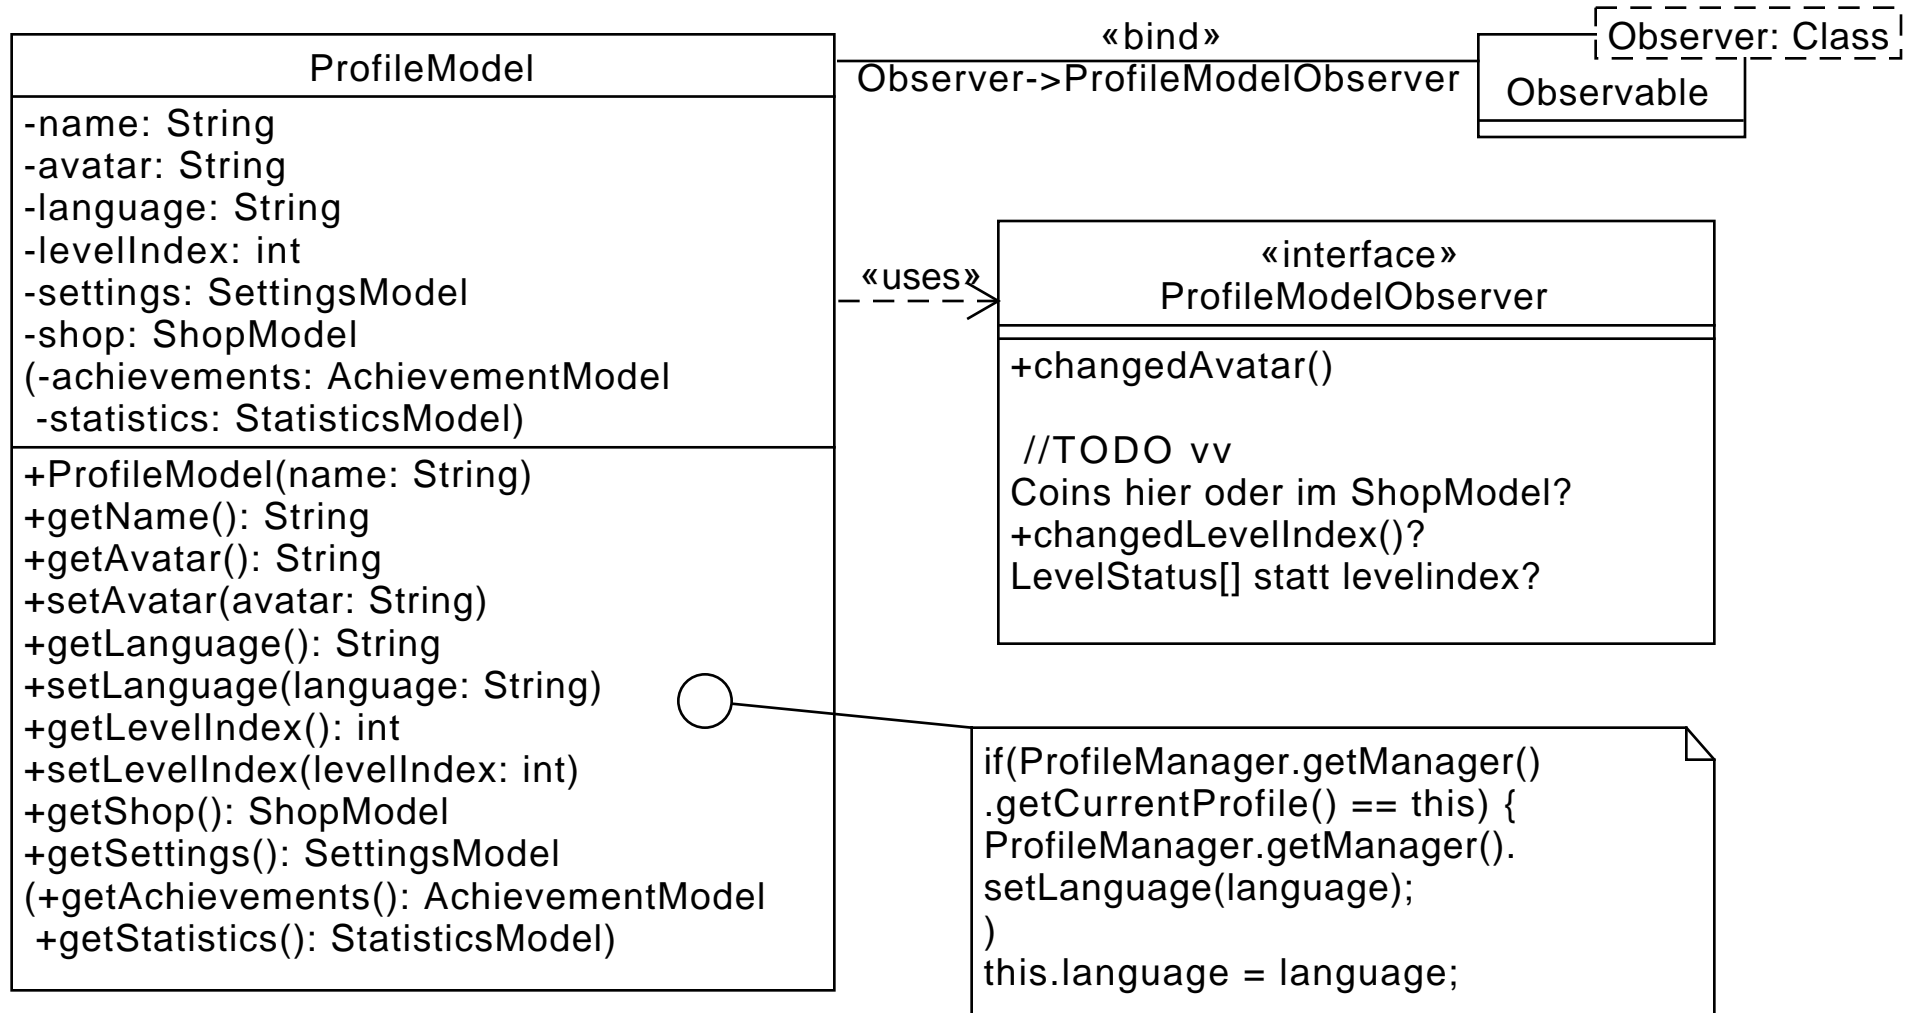 ProfileModel
-name: String
-avatar: String
-language: String
-levelIndex: int
-settings: SettingsModel
-shop: ShopModel
(-achievements: AchievementModel
-statistics: StatisticsModel)
+ProfileModel(name: String)
+getName(): String
+getAvatar(): String
+setAvatar(avatar: String)
+getLanguage(): String
+setLanguage(language: String)
+getLevelIndex(): int
+setLevelIndex(levelIndex: int)
+getShop(): ShopModel
+getSettings(): SettingsModel
(+getAchievements(): AchievementModel
+getStatistics(): StatisticsModel)
«bind»
Observer->ProfileModelObserver
Observer: Class
Observable
«uses»
«interface»
ProfileModelObserver
+changedAvatar()
//TODO vv
Coins hier oder im ShopModel?
+changedLevelIndex()?
LevelStatus[] statt levelindex?
if(ProfileManager.getManager()
.getCurrentProfile() == this) {
ProfileManager.getManager().
setLanguage(language);
)
this.language = language;